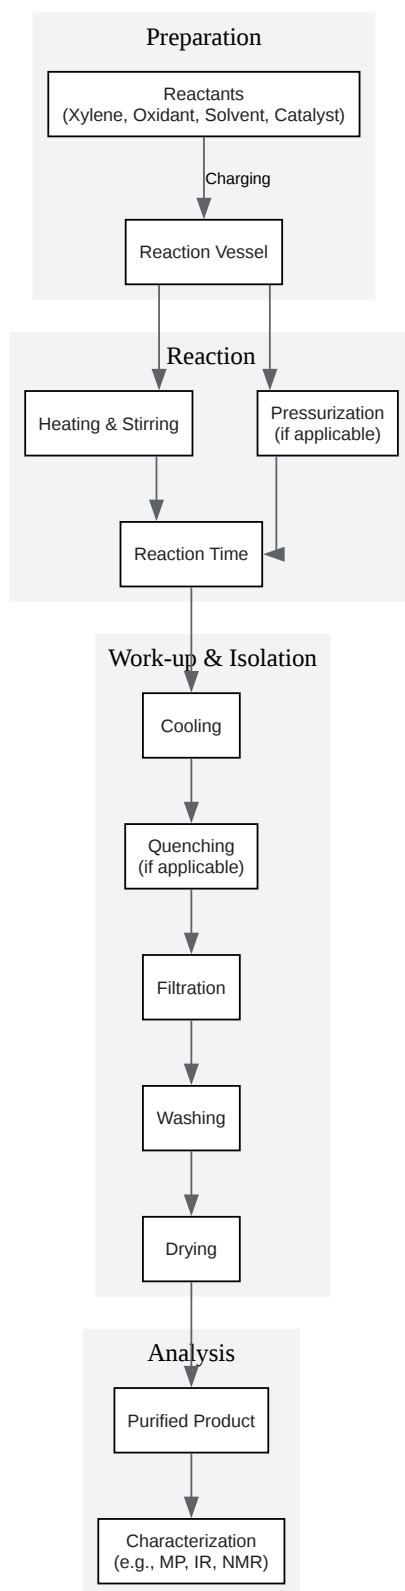 Preparation
Reactants
(Xylene, Oxidant, Solvent, Catalyst)
Charging
Reaction Vessel
Reaction
Heating & Stirring
Pressurization
(if applicable)
Reaction Time
Work-up & Isolation
Cooling
Quenching
(if applicable)
Filtration
Washing
Drying
Analysis
Purified Product
Characterization
(e.g., MP, IR, NMR)